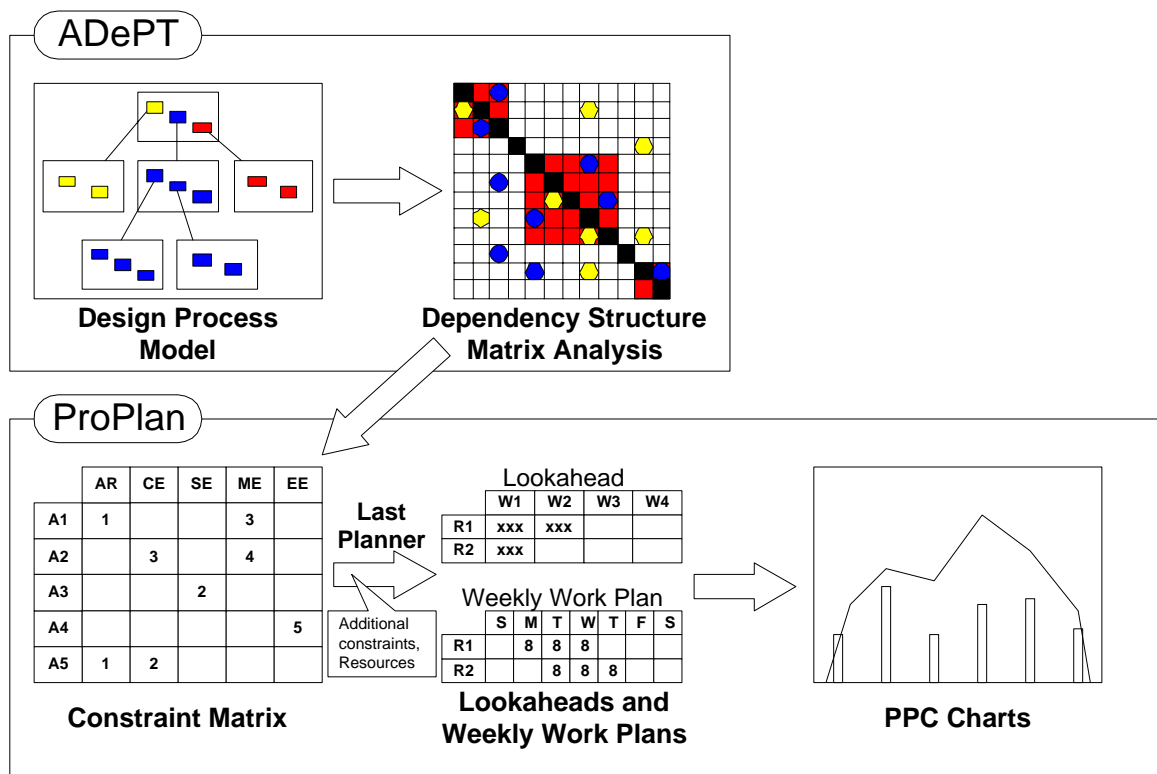 ADePT
Design Process
Model
Dependency Structure
Matrix Analysis
ProPlan
AR CE SE ME EE
A1 1 3
A2 3 4
A3 2
A4 5
A5 1 2
Constraint Matrix
Last
Planner
Additional
constraints,
Resources
Lookahead
W1 W2 W3 W4
R1 xxx xxx
R2 xxx
Weekly Work Plan
S M T W T F S
R1 8 8 8
R2 8 8 8
Lookaheads and
Weekly Work Plans
PPC Charts